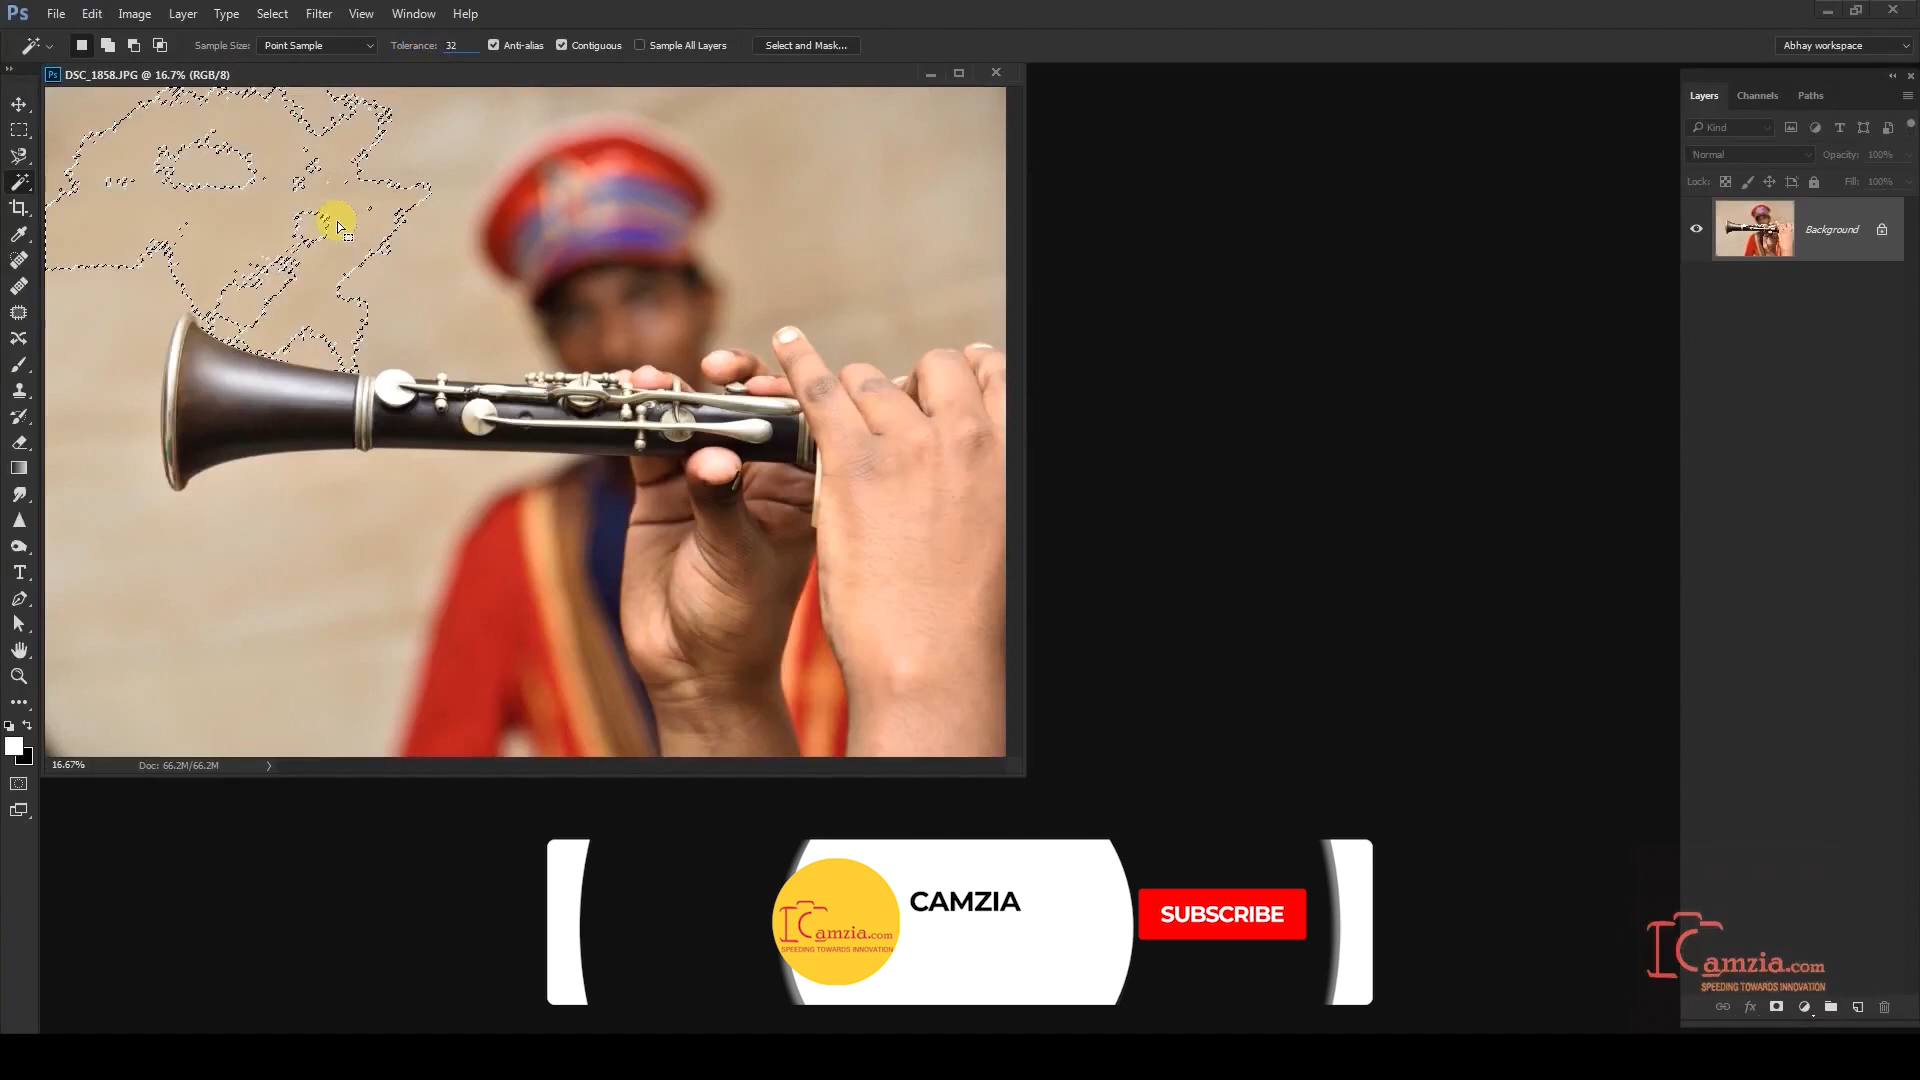 Ps File Edit Image Layer Type Select Filter View Window Help
Sample Size: Point Sample Tolerance: 32 Anti-alias Contiguous Sample All Layers Select and Mask... Abhay workspace
Ps DSC_1858.JPG @ 16.7% (RGB/8)
Layers Channels Paths
Kind
Normal Opacity: 100%
Lock: Fill: 100%
Background
16.67% Doc: 66.2M/66.2M
CAMZIA
SUBSCRIBE
Camzia.com
SPEEDING TOWARDS INNOVATION
Camzia.com
SPEEDING TOWARDS INNOVATION
fx